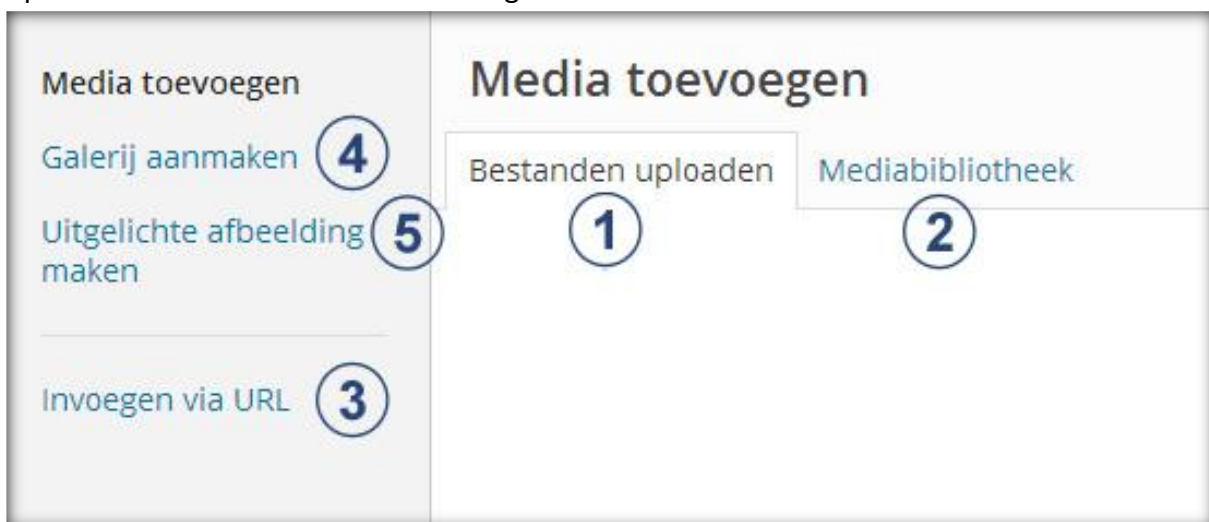 Media toevoegen
Galerij aanmaken 4
Uitgelichte afbeelding 5
maken
Invoegen via URL 3
Media toevoegen
Bestanden uploaden Mediabibliotheek
1 2